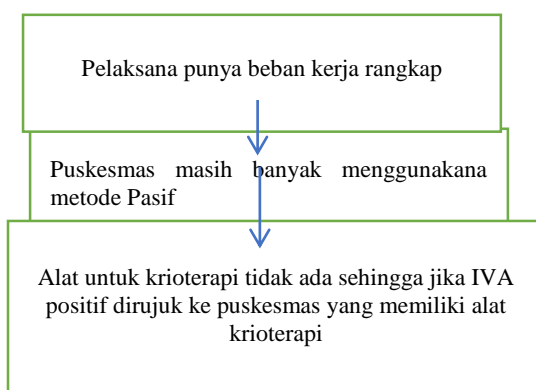 Pelaksana punya beban kerja rangkap
Puskesmas masih banyak menggunakana
metode Pasif
Alat untuk krioterapi tidak ada sehingga jika IVA
positif dirujuk ke puskesmas yang memiliki alat
krioterapi